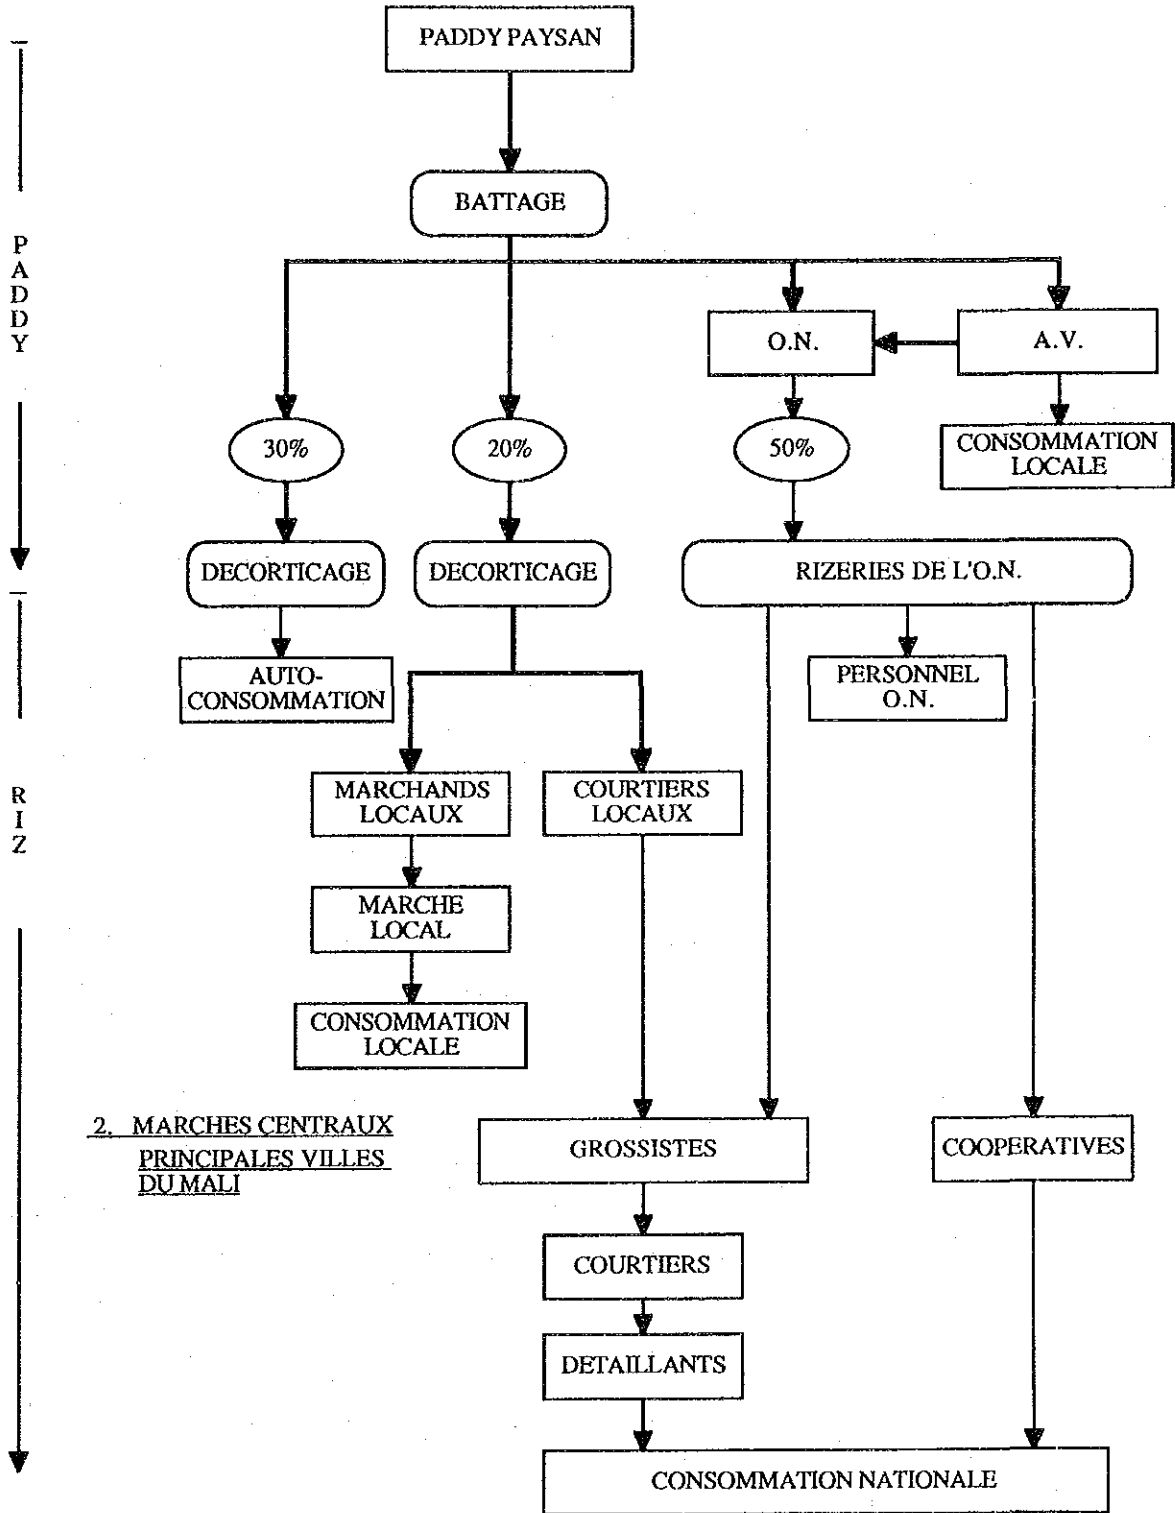 PADDY PAYSAN
BATTAGE
P
A
D
D
Y
O.N.
A.V.
30%
20%
50%
CONSOMMATION
LOCALE
DECORTICAGE
DECORTICAGE
RIZERIES DE L'O.N.
AUTO-
CONSOMMATION
PERSONNEL
O.N.
R
I
Z
MARCHANDS
LOCAUX
COURTIERS
LOCAUX
MARCHE
LOCAL
CONSOMMATION
LOCALE
2. MARCHES CENTRAUX
PRINCIPALES VILLES
DU MALI
GROSSISTES
COOPERATIVES
COURTIERS
DETAILLANTS
CONSOMMATION NATIONALE